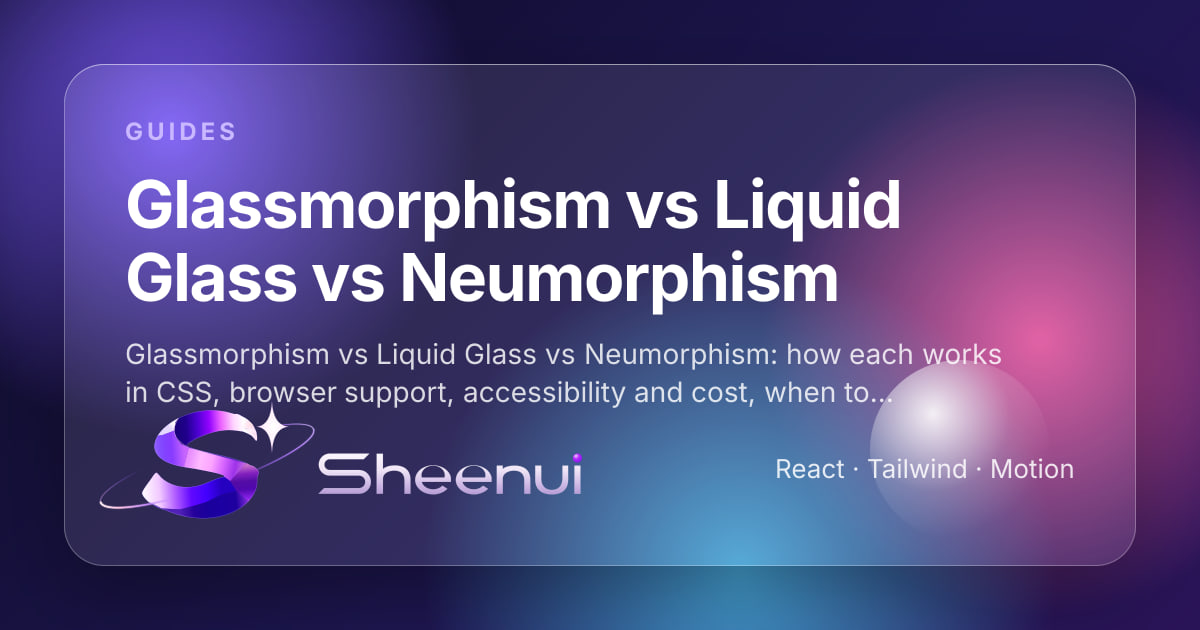 GUIDES
Glassmorphism vs Liquid
Glass vs Neumorphism
Glassmorphism vs Liquid Glass vs Neumorphism: how each works
in CSS, browser support, accessibility and cost, when to...
Sheenui
React · Tailwind · Motion